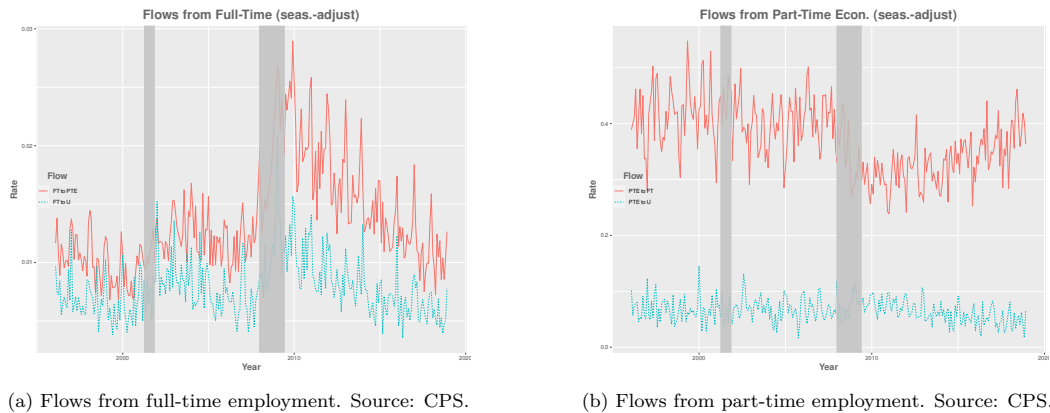 Flows from Full-Time (seas.-adjust)
0.03
0.02
0.01
Rate
Flow
FT to PTE
FT to U
2000
2010
2020
Year
(a) Flows from full-time employment. Source: CPS.
Flows from Part-Time Econ. (seas.-adjust)
0.4
0.2
0.0
Rate
Flow
PTE to FT
PTE to U
2000
2010
2020
Year
(b) Flows from part-time employment. Source: CPS.